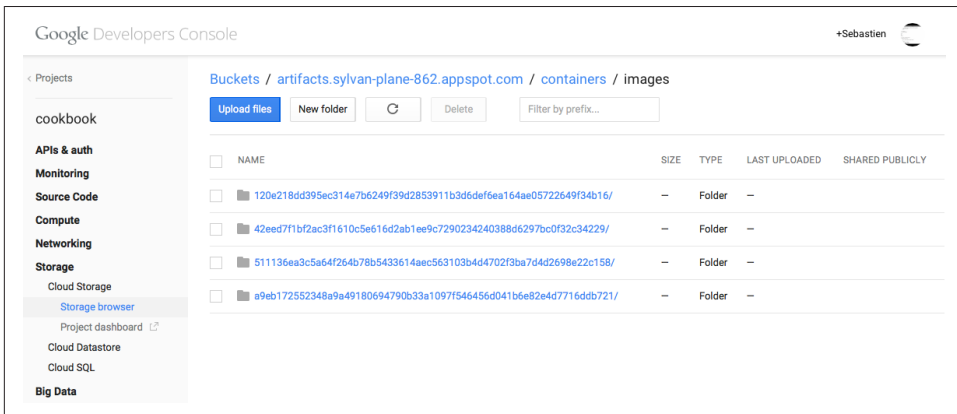 Google Developers Console
+Sebastien
< Projects
Buckets / artifacts.sylvan-plane-862.appspot.com / containers / images
Upload files
New folder
Delete
Filter by prefix...
cookbook
APIs & auth
Monitoring
Source Code
Compute
Networking
Storage
Cloud Storage
Storage browser
Project dashboard
Cloud Datastore
Cloud SQL
Big Data
NAME SIZE TYPE LAST UPLOADED SHARED PUBLICLY
120e218dd395ec314e7b6249f39d2853911b3d6def6ea164ae05722649f34b16/ – Folder –
42eed7f1bf2ac3f1610c5e616d2ab1ee9c7290234240388d6297bc0f32c34229/ – Folder –
511136ea3c5a64f264b78b5433614aec563103b4d4702f3ba7d4d2698e22c158/ – Folder –
a9eb172552348a9a49180694790b33a1097f546456d041b6e82e4d7716ddb721/ – Folder –